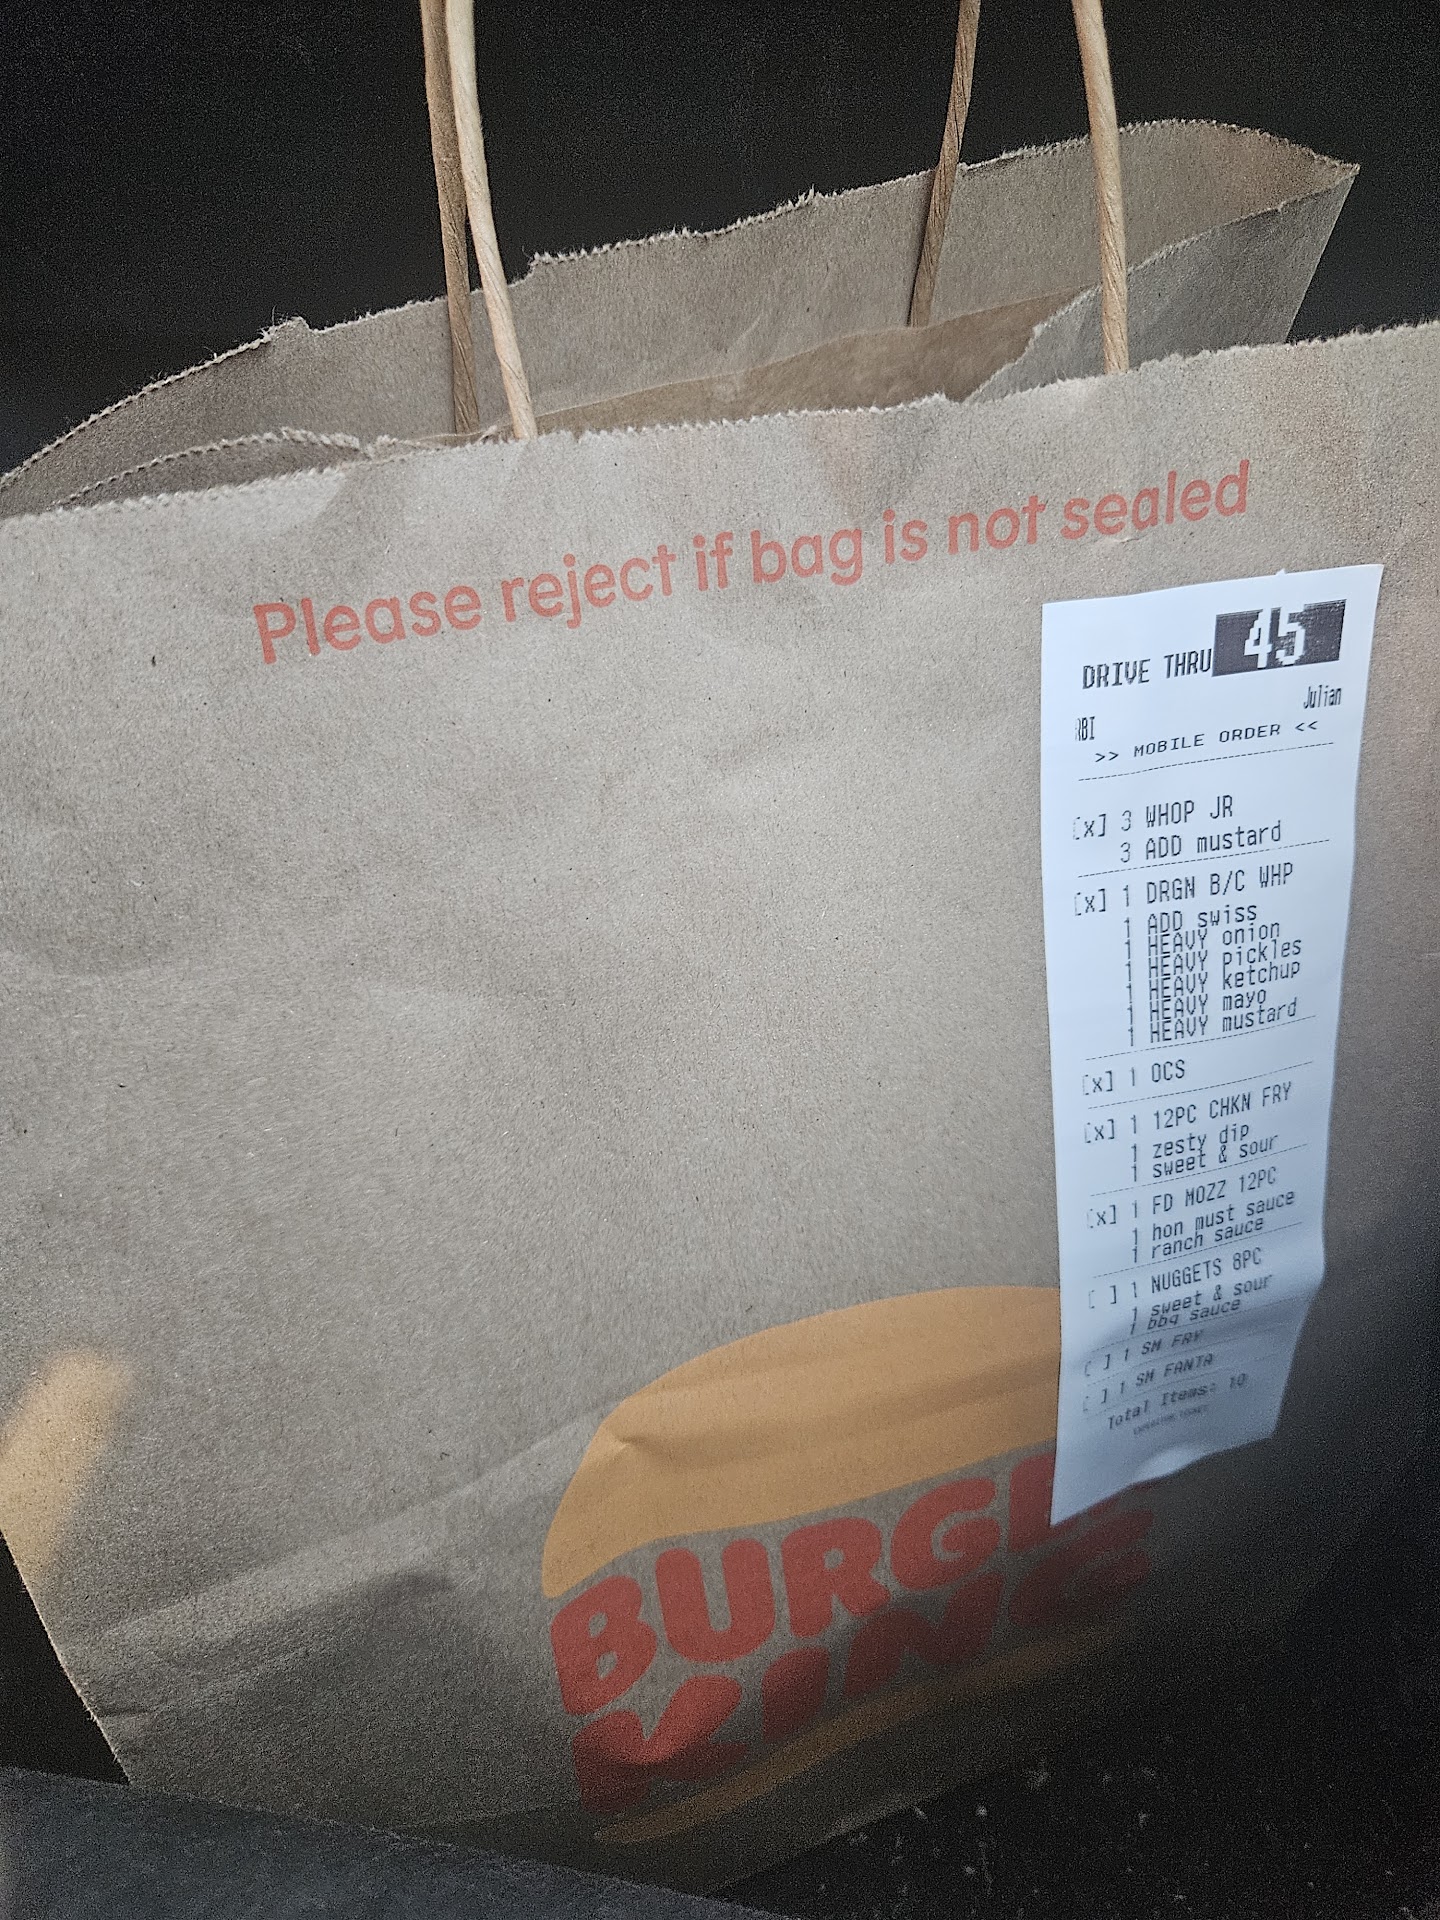 Please reject if bag is not sealed
DRIVE THRU 45
Julian
RBI
>> MOBILE ORDER <<
[x] 3 WHOP JR
3 ADD mustard
[x] 1 DRGN B/C WHP
1 ADD swiss
1 HEAVY onion
1 HEAVY pickles
1 HEAVY ketchup
1 HEAVY mayo
1 HEAVY mustard
[x] 1 OCS
[x] 1 12PC CHKN FRY
1 zesty dip
1 sweet & sour
[x] 1 FD MOZZ 12PC
1 hon must sauce
1 ranch sauce
[ ] 1 NUGGETS 8PC
1 sweet & sour
1 bbq sauce
[ ] 1 SM FRY
[ ] 1 SM FANTA
Total Items: 10
BURGE
KING